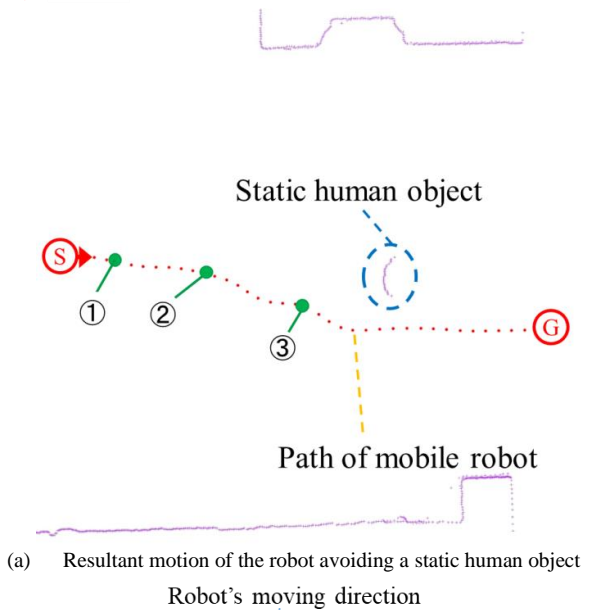 Static human object
S
①
②
③
G
Path of mobile robot
(a) Resultant motion of the robot avoiding a static human object
Robot's moving direction